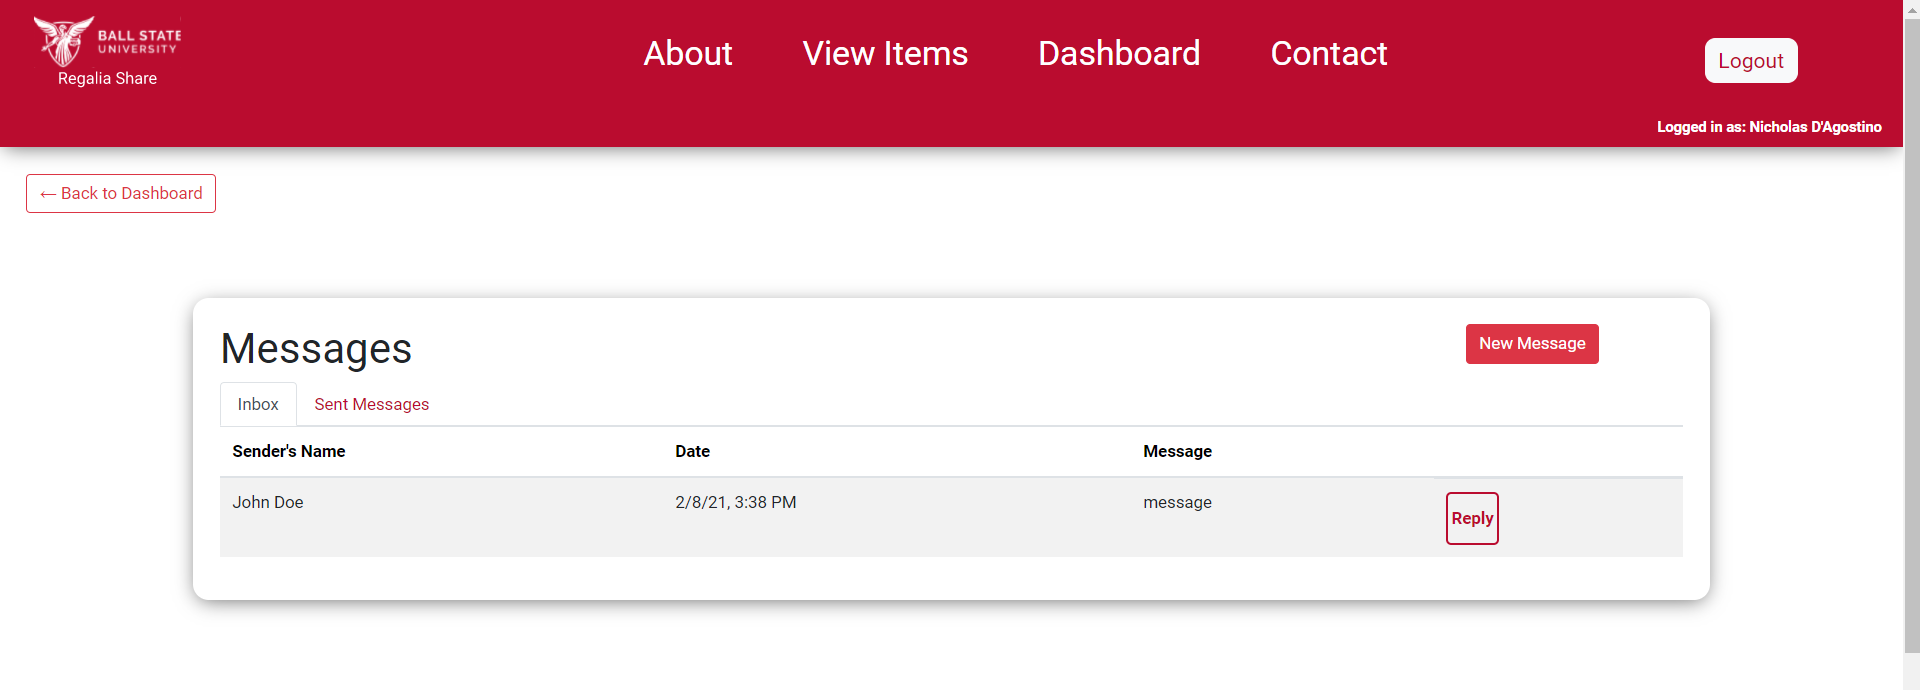 BALL STATE
UNIVERSITY
Regalia Share
About View Items Dashboard Contact
Logout
Logged in as: Nicholas D'Agostino
← Back to Dashboard
Messages
New Message
Inbox Sent Messages
Sender's Name Date Message
John Doe 2/8/21, 3:38 PM message Reply